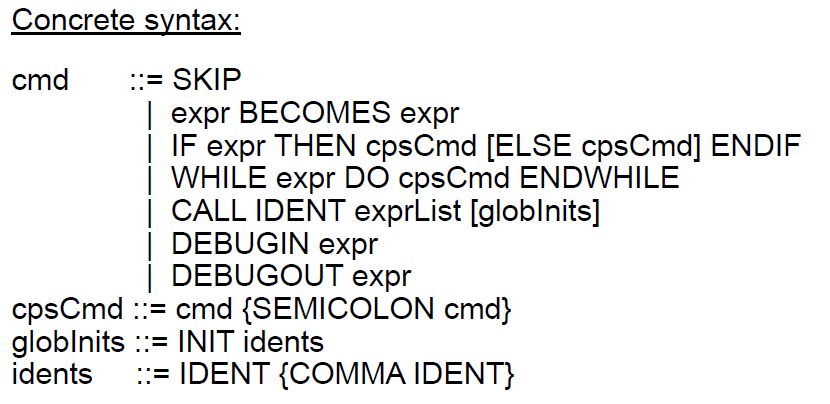 Concrete syntax:
cmd ::= SKIP
| expr BECOMES expr
| IF expr THEN cpsCmd [ELSE cpsCmd] ENDIF
| WHILE expr DO cpsCmd ENDWHILE
| CALL IDENT exprList [globInits]
| DEBUGIN expr
| DEBUGOUT expr
cpsCmd ::= cmd {SEMICOLON cmd}
globInits ::= INIT idents
idents ::= IDENT {COMMA IDENT}